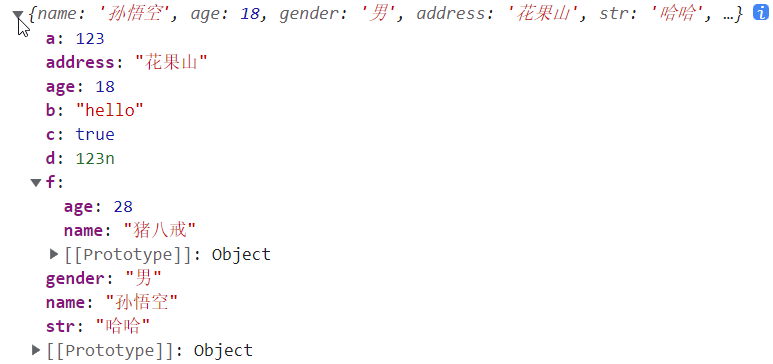 {name: '孙悟空', age: 18, gender: '男', address: '花果山', str: '哈哈', …} i
a: 123
address: "花果山"
age: 18
b: "hello"
c: true
d: 123n
f:
age: 28
name: "猪八戒"
[[Prototype]]: Object
gender: "男"
name: "孙悟空"
str: "哈哈"
[[Prototype]]: Object